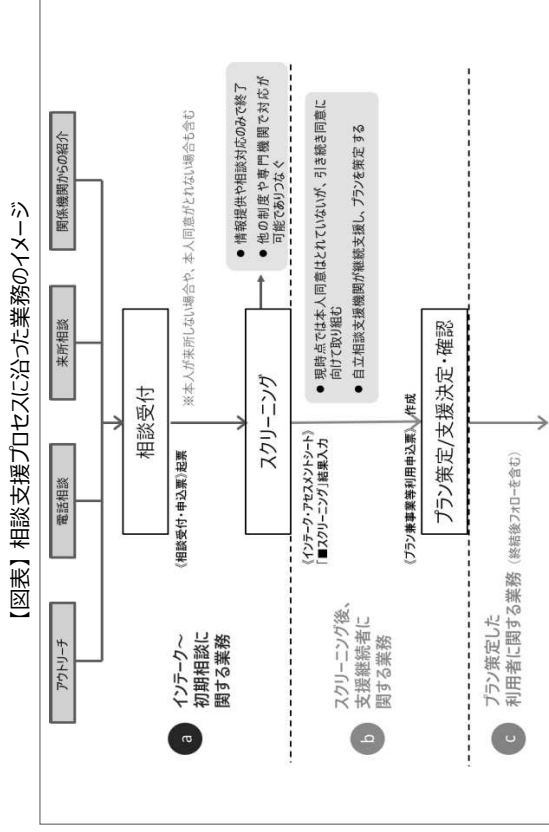 【図表】相談支援プロセスに沿った業務のイメージ
アウトリーチ
電話相談
来所相談
関係機関からの紹介
相談受付
※本人が来所しない場合や、本人同意がとれない場合も含む
《相談受付・申込票》起票
a
インテーク～
初期相談に
関する業務
スクリーニング
● 情報提供や相談対応のみで終了
● 他の制度や専門機関で対応が
可能でありつなぐ
《インテーク・アセスメントシート》
「■スクリーニング」結果入力
● 現時点では本人同意はとれていないが、引き続き同意に
向けて取り組む
● 自立相談支援機関が継続支援し、プランを策定する
b
スクリーニング後、
支援継続者に
関する業務
《プラン兼事業等利用申込票》作成
プラン策定/支援決定・確認
c
プラン策定した
利用者に関する業務（終結後フォローを含む）